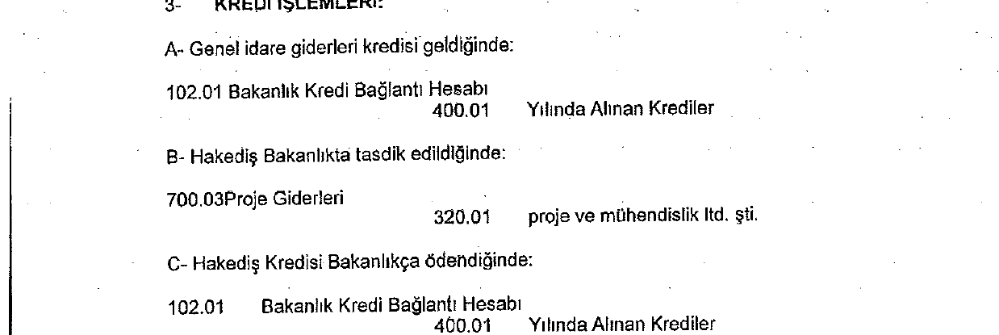 3- KREDİ İŞLEMLERİ:
A- Genel idare giderleri kredisi geldiğinde:
102.01 Bakanlık Kredi Bağlantı Hesabı
400.01 Yılında Alınan Krediler
B- Hakediş Bakanlıkta tasdik edildiğinde:
700.03Proje Giderleri
320.01 proje ve mühendislik ltd. şti.
C- Hakediş Kredisi Bakanlıkça ödendiğinde:
102.01 Bakanlık Kredi Bağlantı Hesabı
400.01 Yılında Alınan Krediler